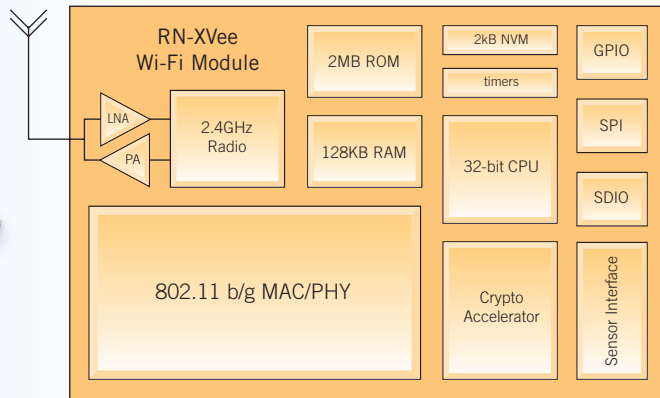 RN-XVee
Wi-Fi Module
LNA
PA
2.4GHz
Radio
2MB ROM
128KB RAM
2kB NVM
timers
32-bit CPU
GPIO
SPI
SDIO
802.11 b/g MAC/PHY
Crypto
Accelerator
Sensor Interface